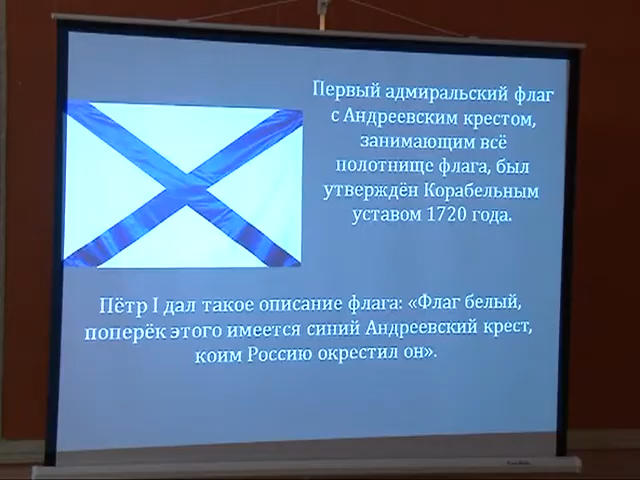 Первый адмиральский флаг
с Андреевским крестом,
занимающим всё
полотнище флага, был
утверждён Корабельным
уставом 1720 года.
Пётр I дал такое описание флага: «Флаг белый,
поперёк этого имеется синий Андреевский крест,
коим Россию окрестил он».